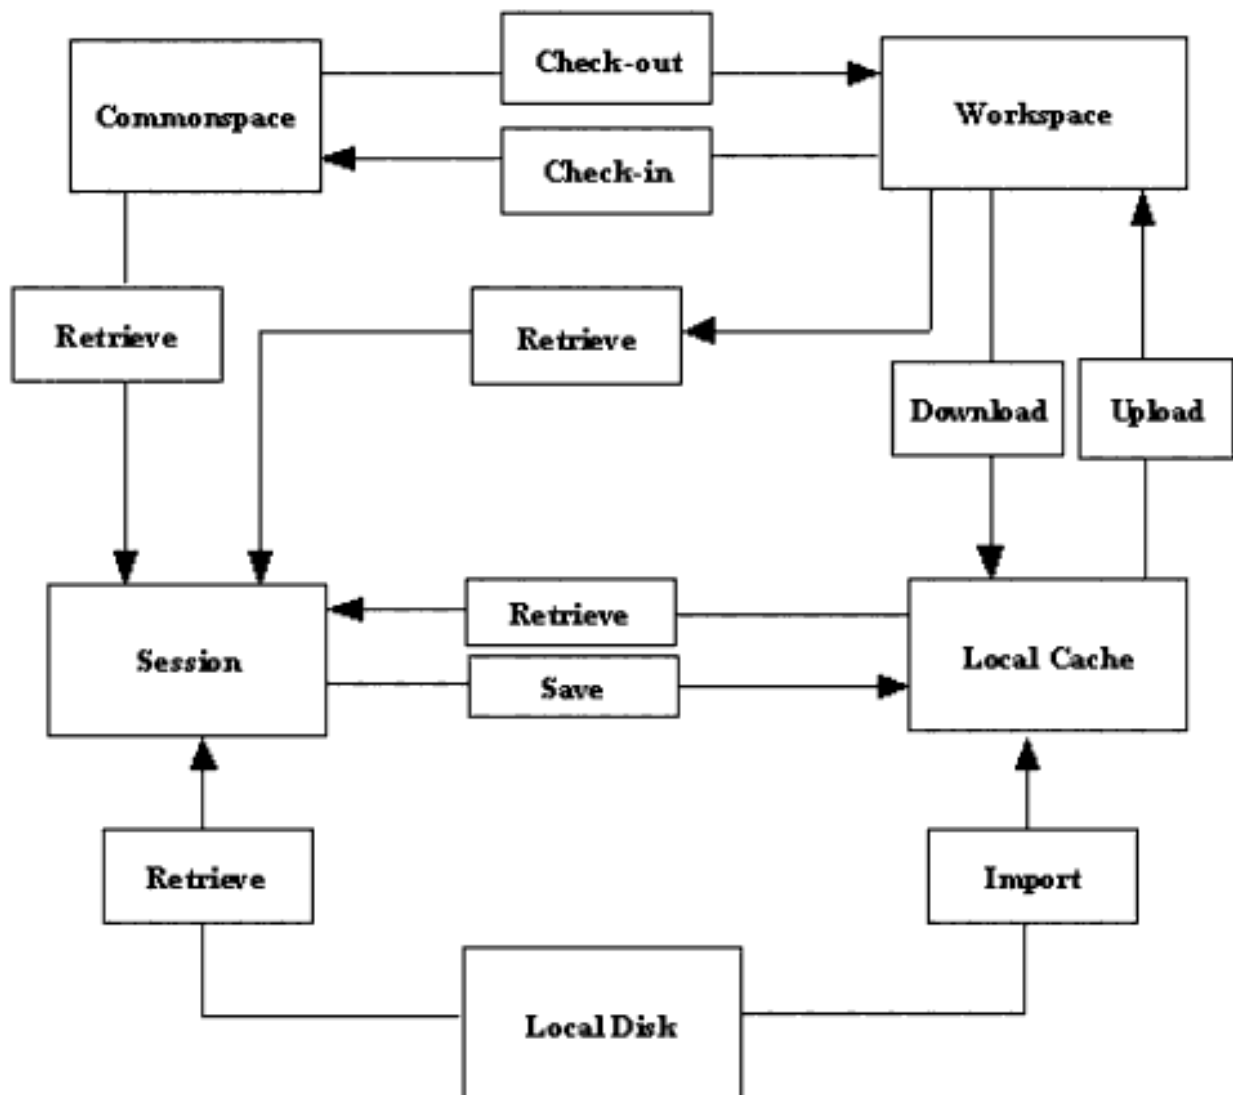 Check-out
Commonspace
Workspace
Check-in
Retrieve
Retrieve
Download
Upload
Retrieve
Session
Local Cache
Save
Retrieve
Import
Local Disk